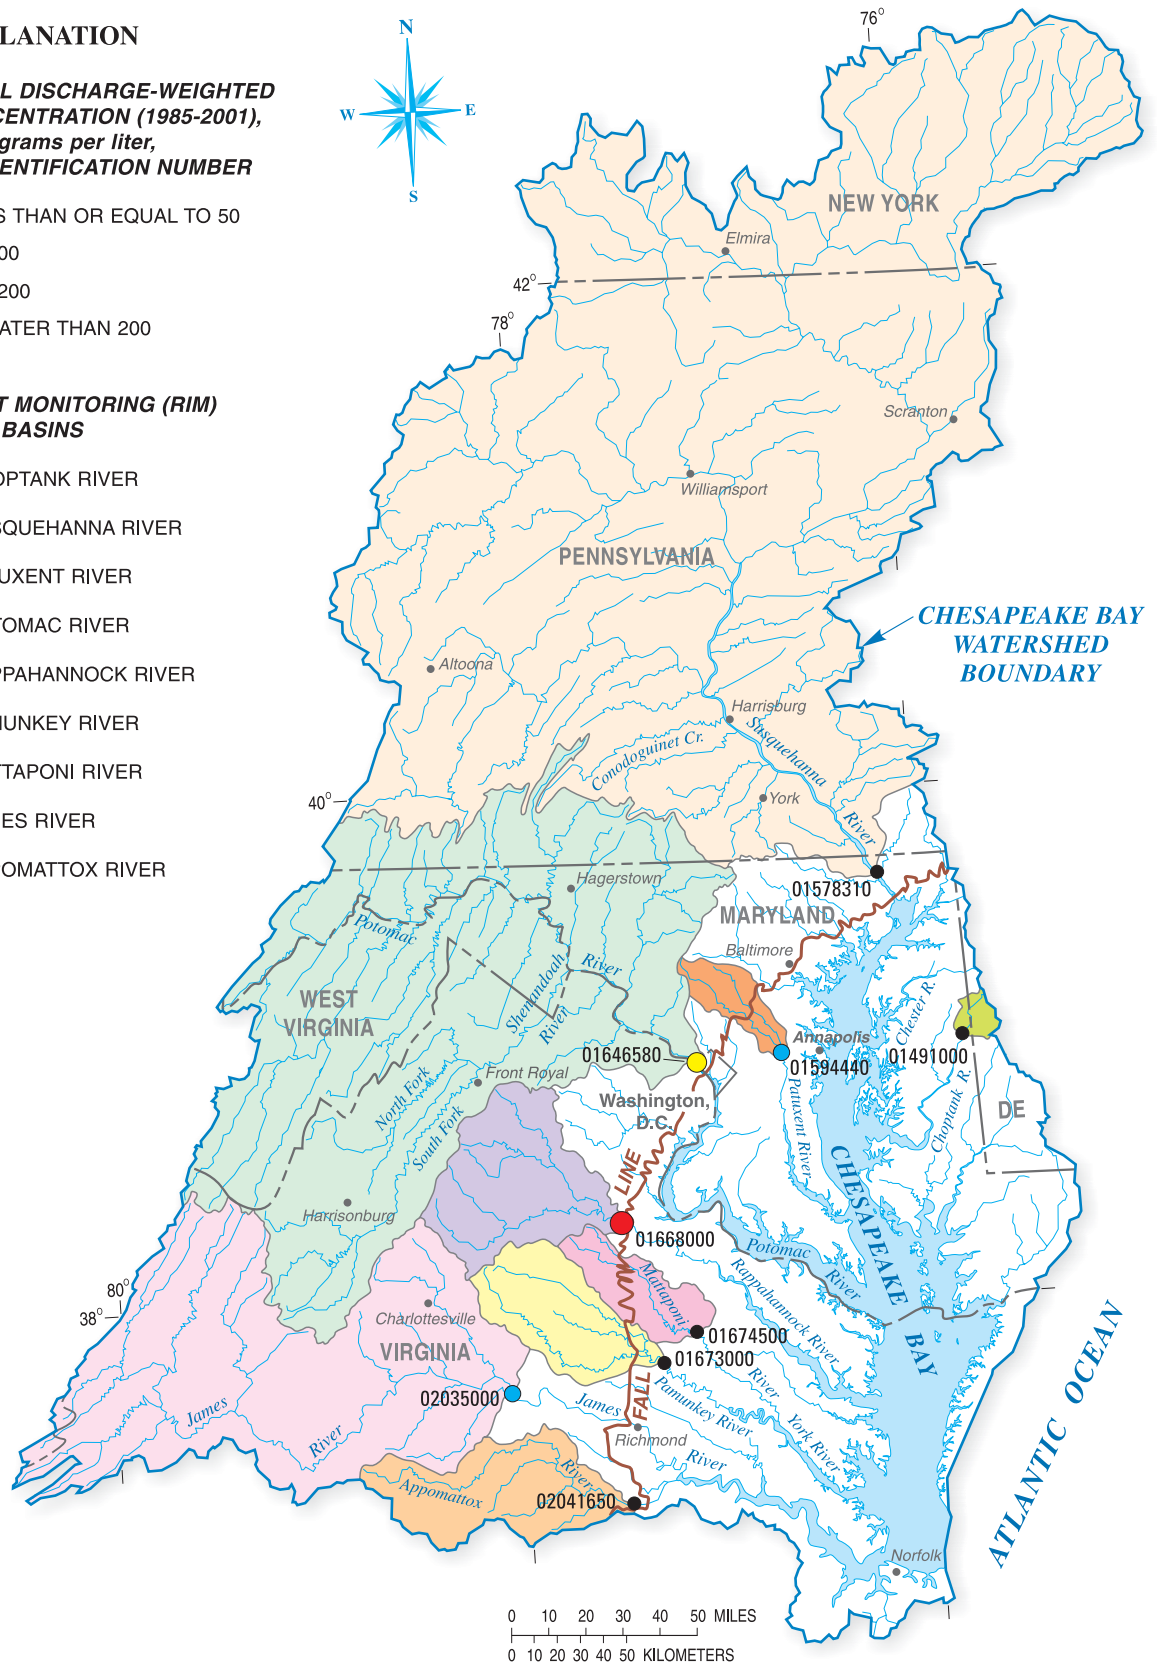 LANATION
L DISCHARGE-WEIGHTED
CENTRATION (1985-2001),
grams per liter,
ENTIFICATION NUMBER
S THAN OR EQUAL TO 50
00
200
ATER THAN 200
T MONITORING (RIM)
BASINS
OPTANK RIVER
SQUEHANNA RIVER
UXENT RIVER
TOMAC RIVER
PPAHANNOCK RIVER
MUNKEY RIVER
TTAPONI RIVER
ES RIVER
OMATTOX RIVER
N
W
E
S
76°
NEW YORK
Elmira
42°
78°
Scranton
Williamsport
PENNSYLVANIA
CHESAPEAKE BAY
WATERSHED
BOUNDARY
Altoona
Harrisburg
Conodoguinet Cr.
Susquehanna
River
York
40°
01578310
Hagerstown
MARYLAND
Baltimore
Potomac
River
Shenandoah
River
WEST
VIRGINIA
Chester R.
Annapolis
01646580
01594440
01491000
Front Royal
North Fork
South Fork
Washington,
D.C.
Patuxent River
Choptank R.
DE
LINE
CHESAPEAKE
BAY
Harrisonburg
01668000
Potomac
River
Mattaponi
River
Rappahannock River
80°
38°
Charlottesville
VIRGINIA
01674500
01673000
02035000
FALL
Pamunkey River
York River
James
River
James
River
Richmond
Appomattox
River
02041650
ATLANTIC OCEAN
Norfolk
0 10 20 30 40 50 MILES
0 10 20 30 40 50 KILOMETERS